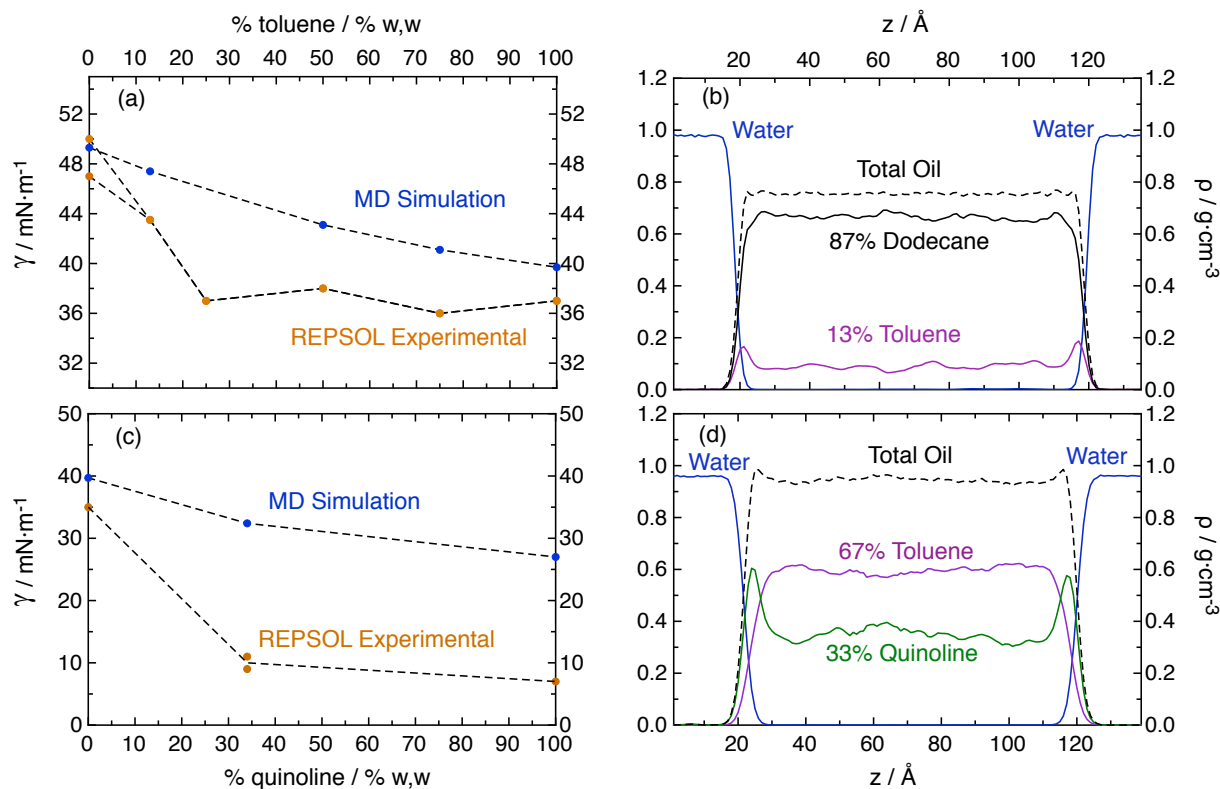 % toluene / % w,w
0 10 20 30 40 50 60 70 80 90 100
(a)
52 48 44 40 36 32
γ / mN·m-1
MD Simulation
REPSOL Experimental
52 48 44 40 36 32
z / Å
20 40 60 80 100 120
(b)
1.2 1.0 0.8 0.6 0.4 0.2 0.0
Water
Water
Total Oil
87% Dodecane
13% Toluene
1.2 1.0 0.8 0.6 0.4 0.2 0.0
ρ / g·cm-3
(c)
50 40 30 20 10 0
γ / mN·m-1
MD Simulation
REPSOL Experimental
50 40 30 20 10 0
0 10 20 30 40 50 60 70 80 90 100
% quinoline / % w,w
(d)
1.2 1.0 0.8 0.6 0.4 0.2 0.0
Water
Total Oil
Water
67% Toluene
33% Quinoline
1.2 1.0 0.8 0.6 0.4 0.2 0.0
ρ / g·cm-3
20 40 60 80 100 120
z / Å